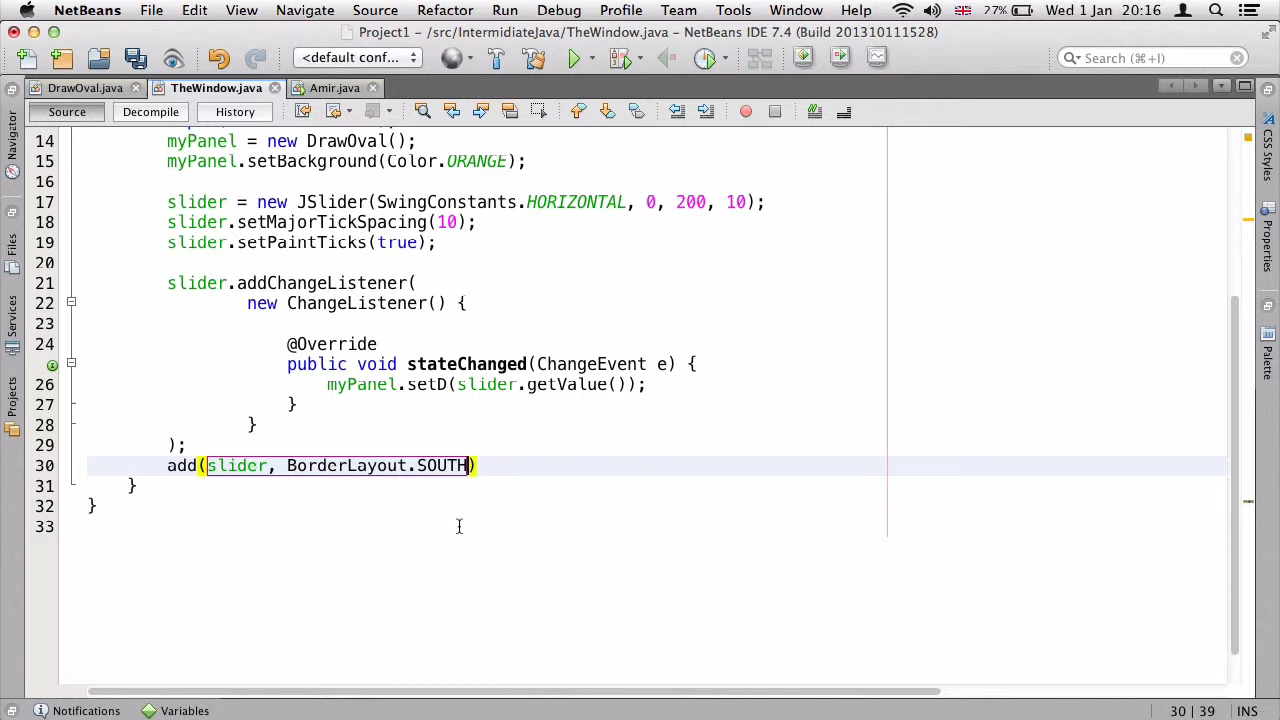 NetBeans File Edit View Navigate Source Refactor Run Debug Profile Team Tools Window Help 27% Wed 1 Jan 20:16
Project1 - /src/IntermidiateJava/TheWindow.java - NetBeans IDE 7.4 (Build 201310111528)
<default conf... Search (⌘+I)
DrawOval.java TheWindow.java Amir.java
Source Decompile History
14 myPanel = new DrawOval();
15 myPanel.setBackground(Color.ORANGE);
16
17 slider = new JSlider(SwingConstants.HORIZONTAL, 0, 200, 10);
18 slider.setMajorTickSpacing(10);
19 slider.setPaintTicks(true);
20
21 slider.addChangeListener(
22 new ChangeListener() {
23
24 @Override
public void stateChanged(ChangeEvent e) {
26 myPanel.setD(slider.getValue());
27 }
28 }
29 );
30 add(slider, BorderLayout.SOUTH)
31 }
32 }
33
Navigator
Files
Services
Projects
CSS Styles
Properties
Palette
Notifications Variables 30 | 39 INS